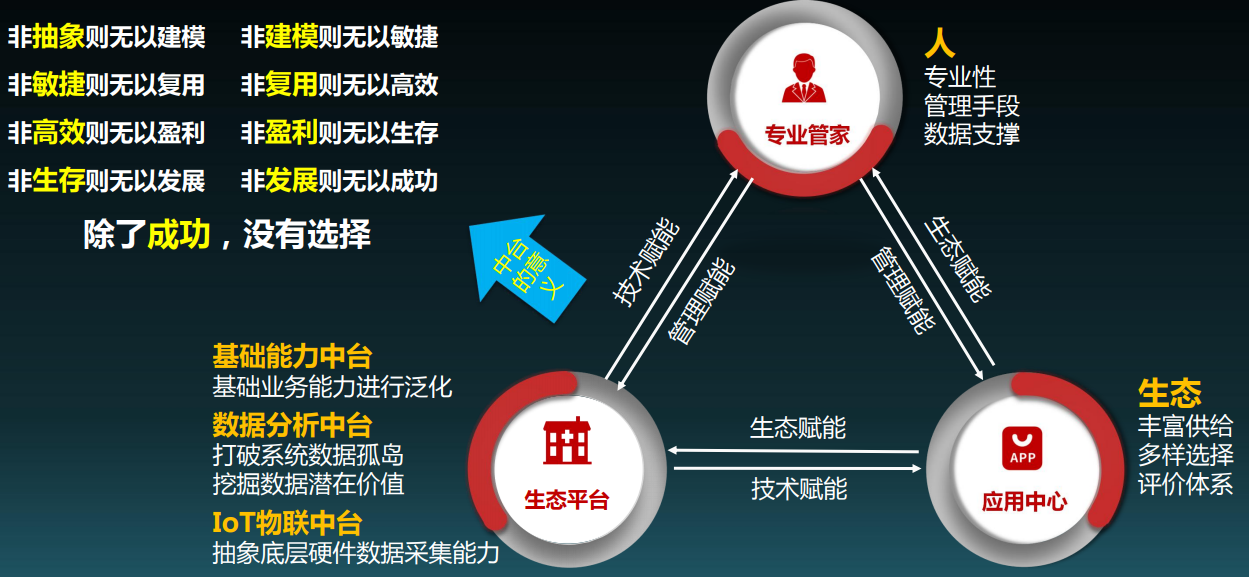 非抽象则无以建模 非建模则无以敏捷
非敏捷则无以复用 非复用则无以高效
非高效则无以盈利 非盈利则无以生存
非生存则无以发展 非发展则无以成功
除了成功，没有选择
中台
的意
义
专业管家
人
专业性
管理手段
数据支撑
技术赋能
管理赋能
生态赋能
管理赋能
基础能力中台
基础业务能力进行泛化
数据分析中台
打破系统数据孤岛
挖掘数据潜在价值
IoT物联中台
抽象底层硬件数据采集能力
生态平台
生态赋能
技术赋能
APP
应用中心
生态
丰富供给
多样选择
评价体系